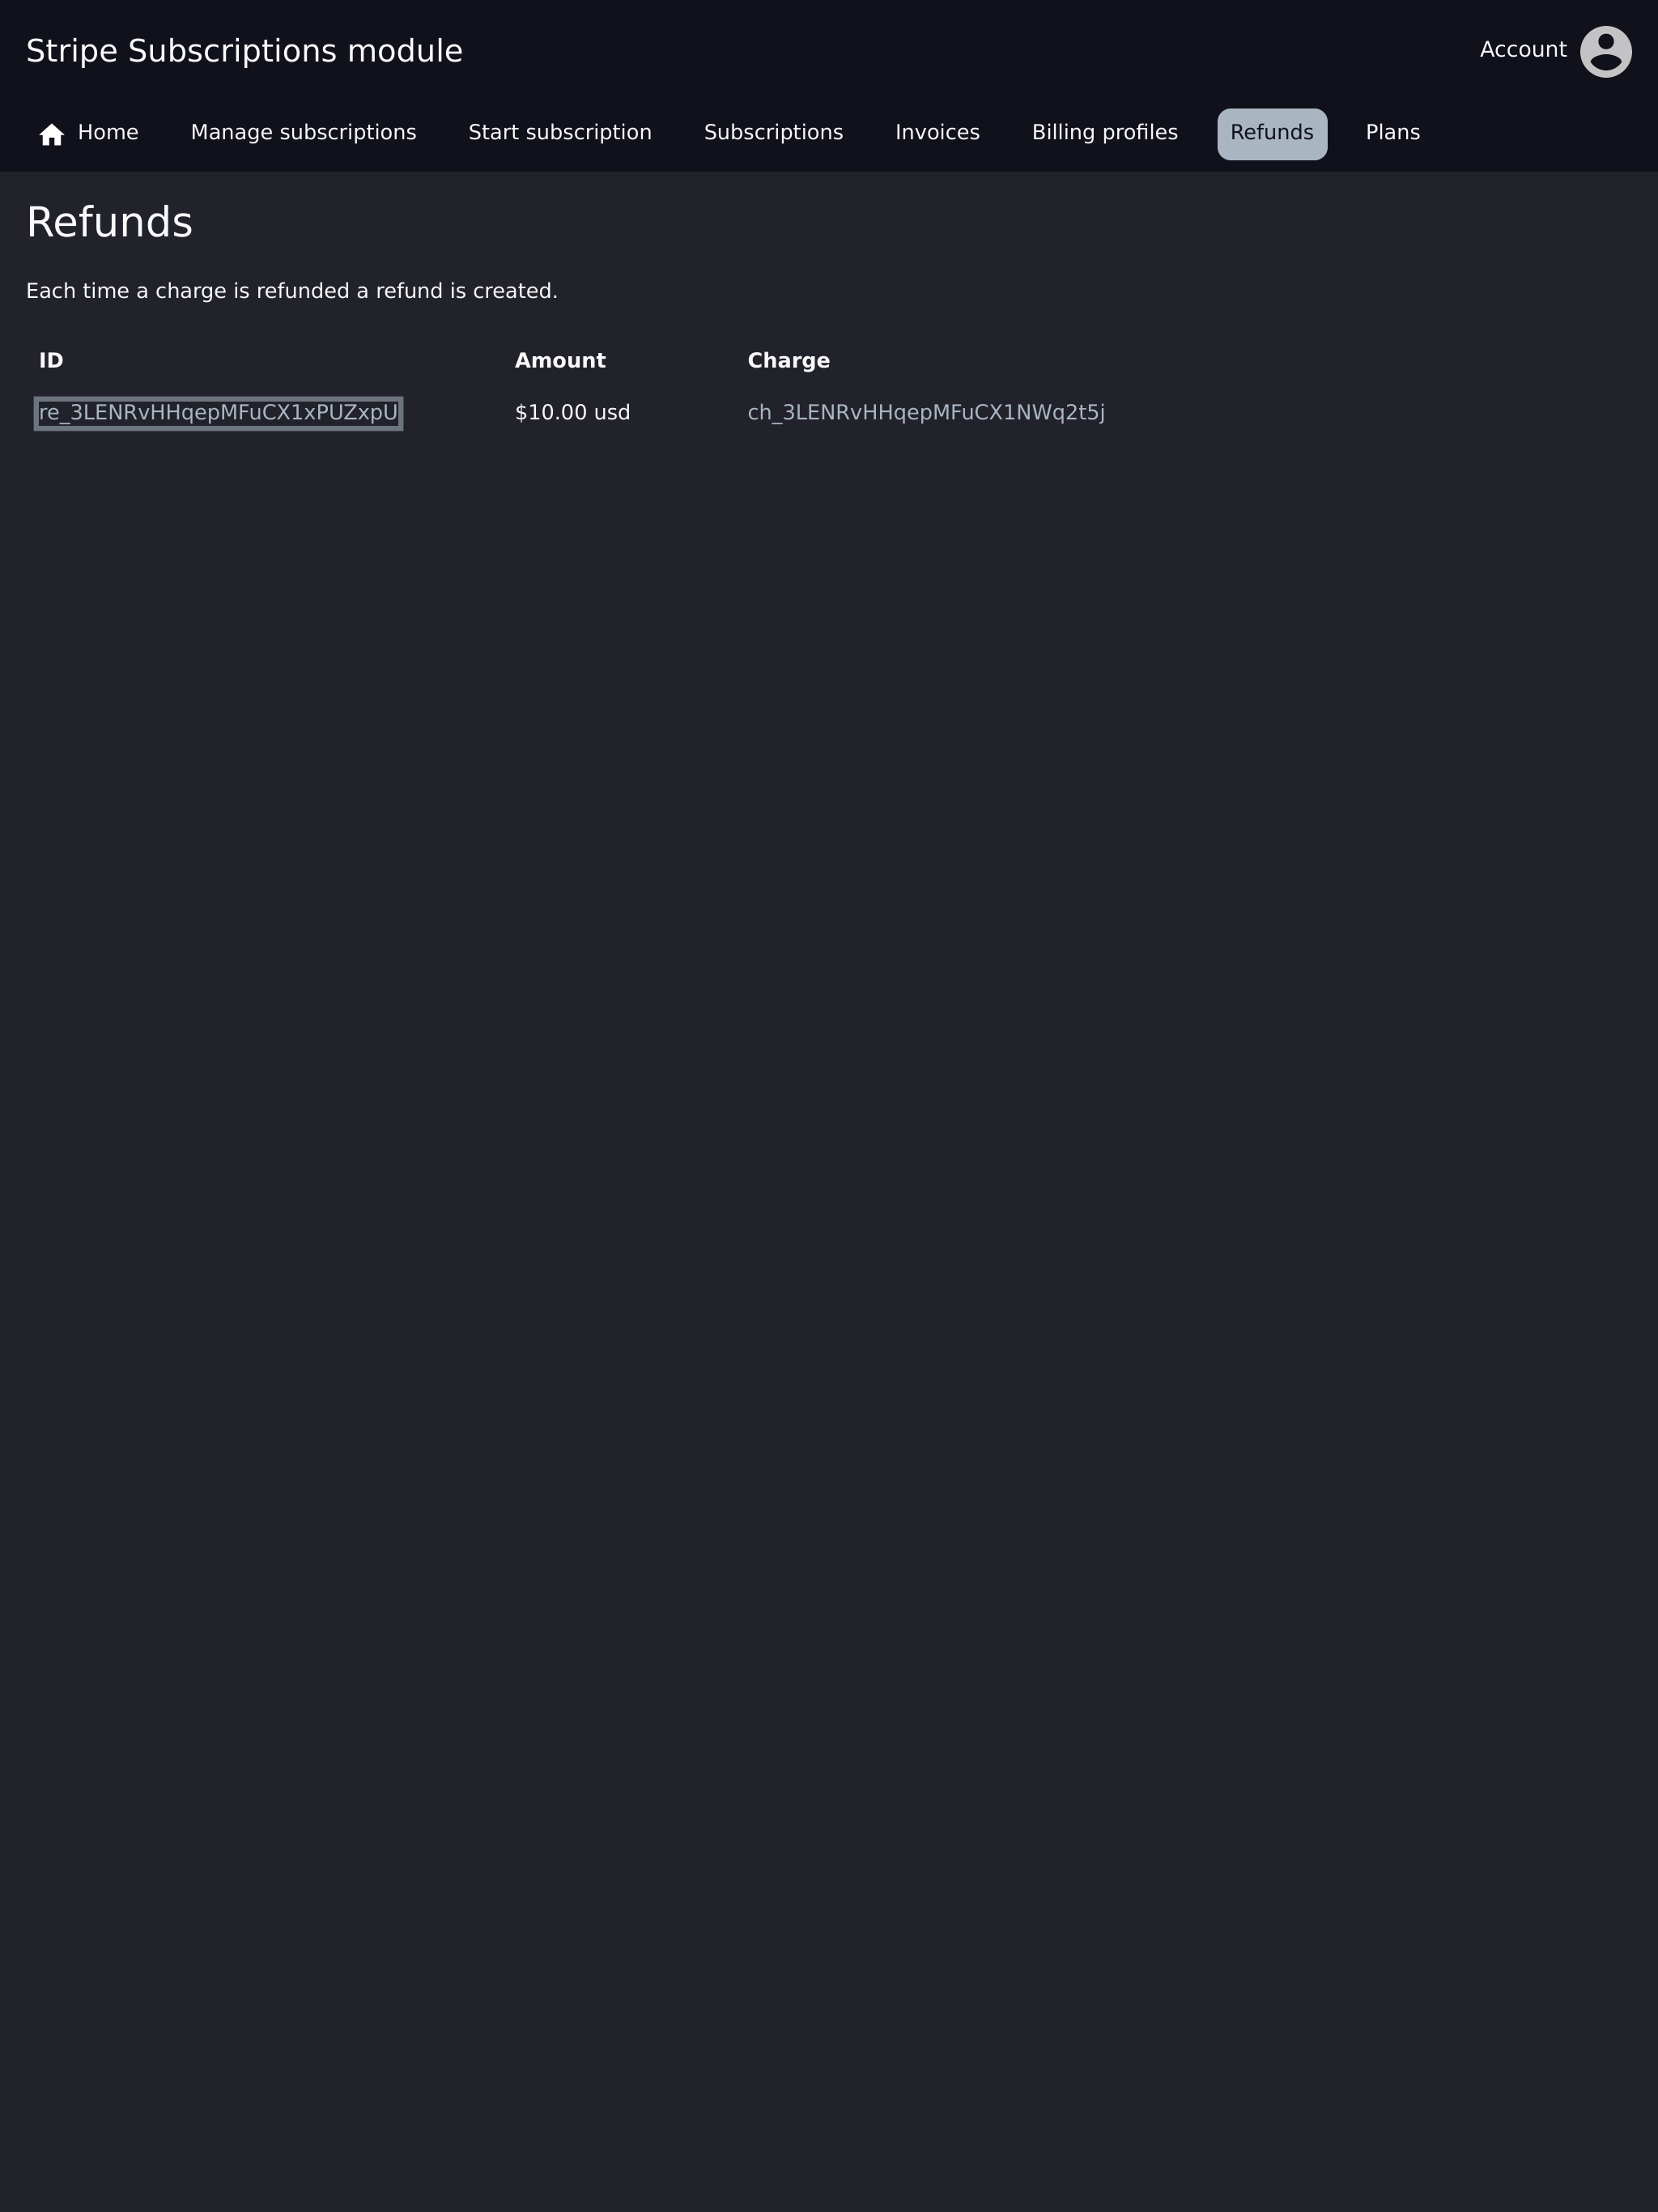 Stripe Subscriptions module
Account
Home Manage subscriptions Start subscription Subscriptions Invoices Billing profiles Refunds Plans
Refunds
Each time a charge is refunded a refund is created.
ID Amount Charge
re_3LENRvHHqepMFuCX1xPUZxpU $10.00 usd ch_3LENRvHHqepMFuCX1NWq2t5j